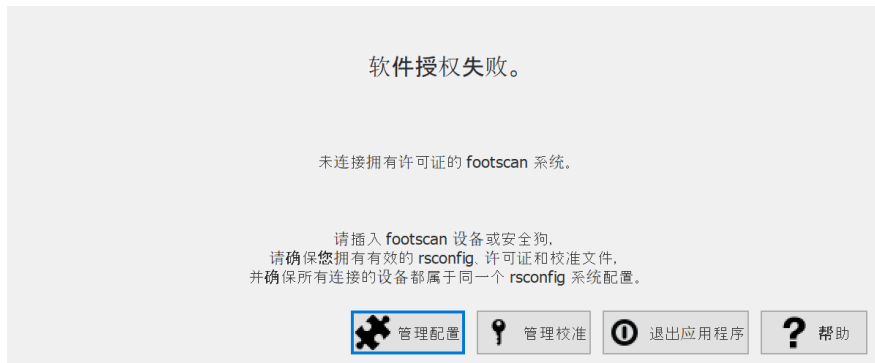 软件授权失败。
未连接拥有许可证的 footscan 系统。
请插入 footscan 设备或安全狗,
请确保您拥有有效的 rsconfig、许可证和校准文件,
并确保所有连接的设备都属于同一个 rsconfig 系统配置。
管理配置 管理校准 退出应用程序 ? 帮助